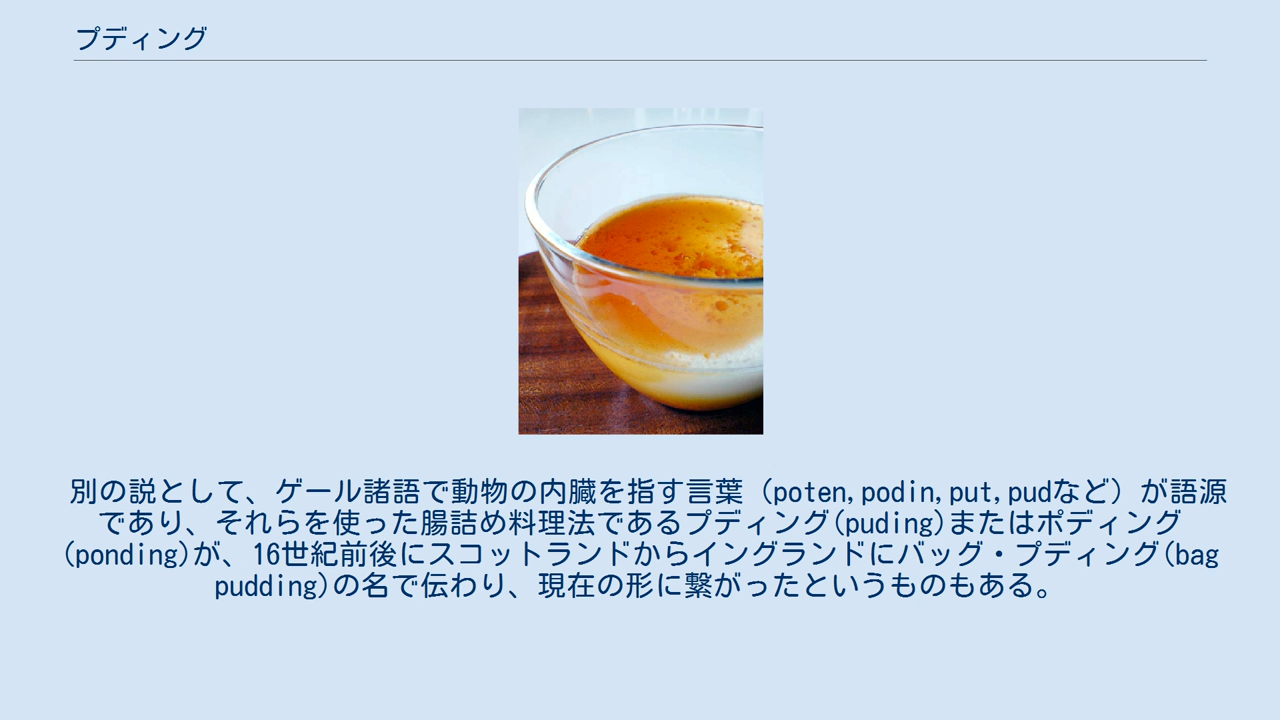 プディング
別の説として、ゲール諸語で動物の内臓を指す言葉（poten,podin,put,pudなど）が語源
であり、それらを使った腸詰め料理法であるプディング(puding)またはポディング
(ponding)が、16世紀前後にスコットランドからイングランドにバッグ・プディング(bag
pudding)の名で伝わり、現在の形に繋がったというものもある。